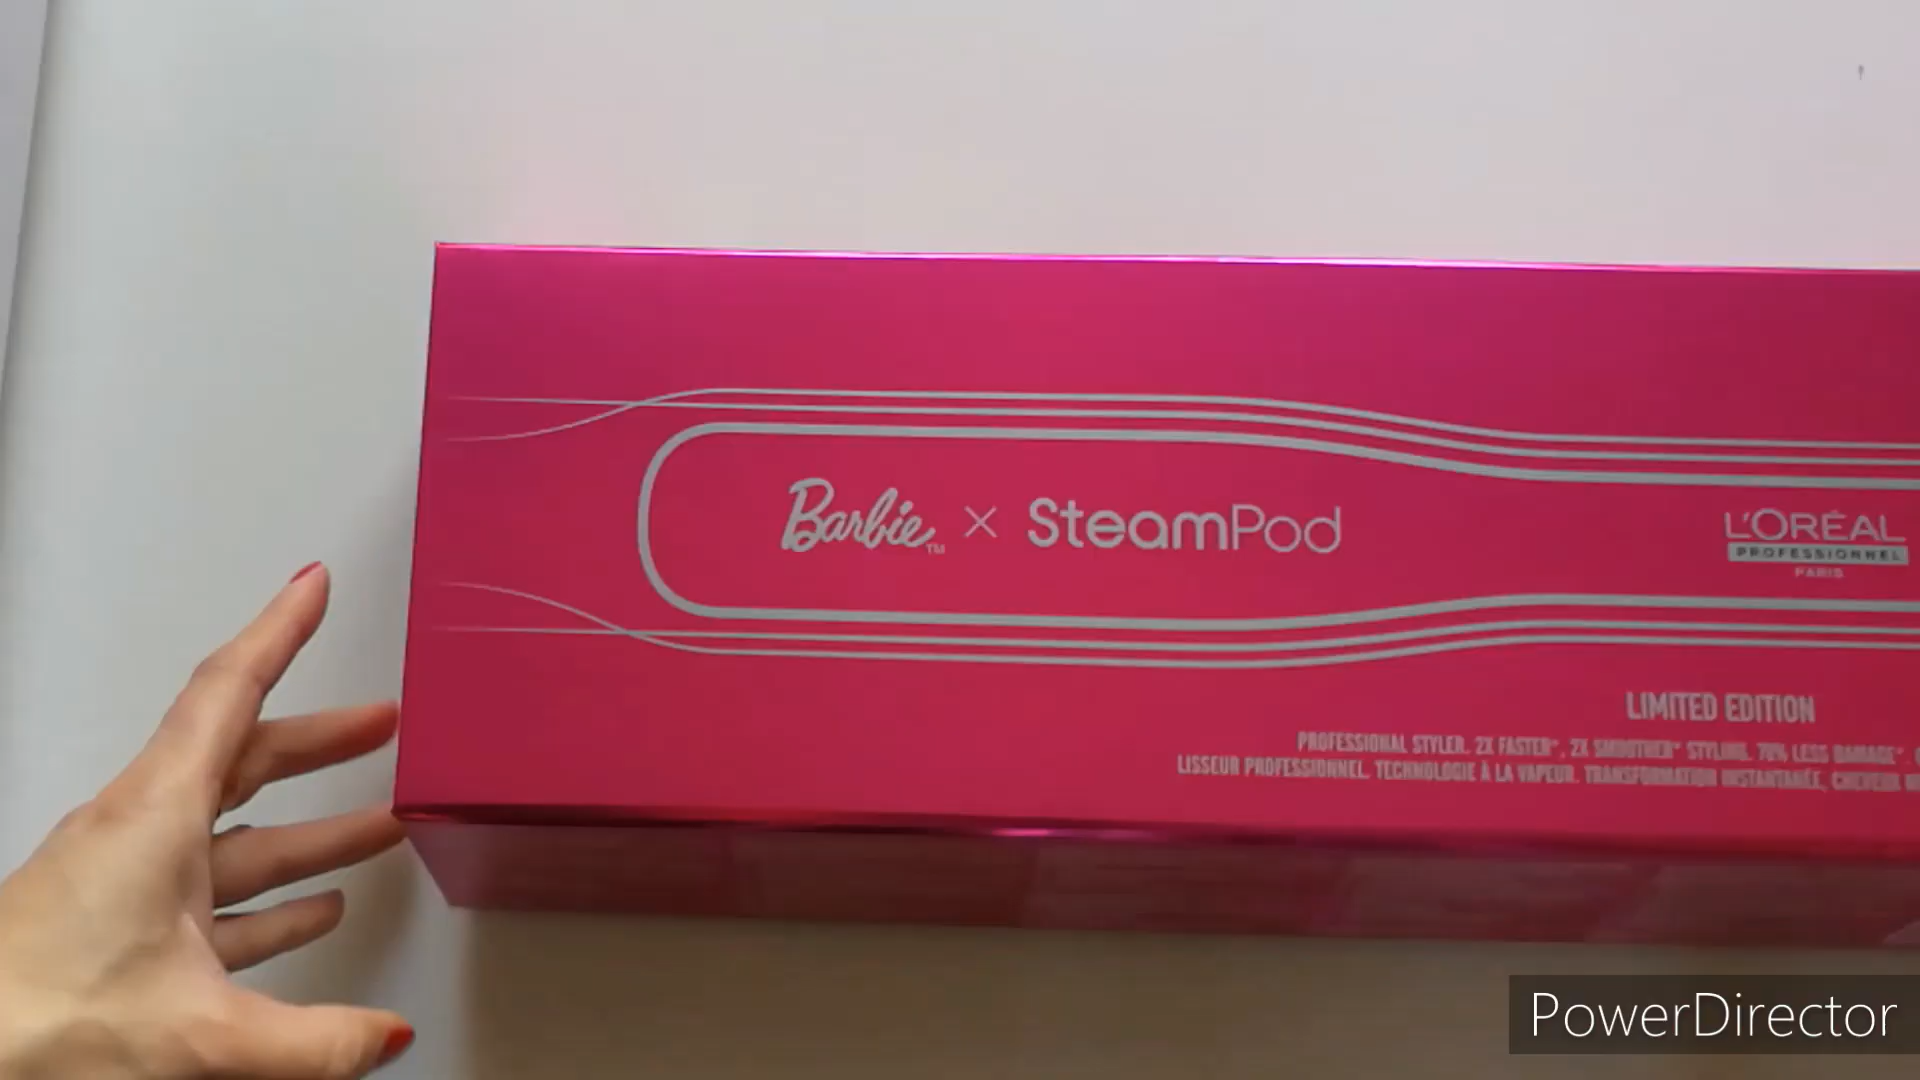 Barbie™ × SteamPod
L'ORÉAL
PROFESSIONNEL
PARIS
LIMITED EDITION
PROFESSIONAL STYLER. 2X FASTER*, 2X SMOOTHER* STYLING. 78% LESS DAMAGE*.
LISSEUR PROFESSIONNEL. TECHNOLOGIE À LA VAPEUR. TRANSFORMATION INSTANTANÉE, CHEVEUX
PowerDirector